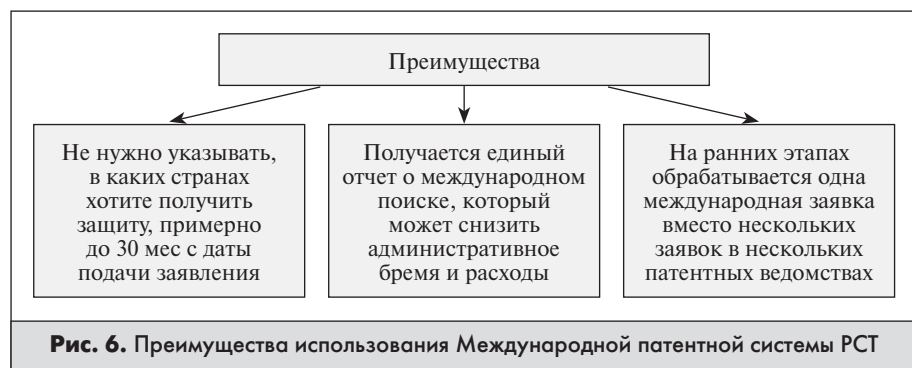 Преимущества
Не нужно указывать,
в каких странах
хотите получить
защиту, примерно
до 30 мес с даты
подачи заявления
Получается единый
отчет о международном
поиске, который
может снизить
административное
бремя и расходы
На ранних этапах
обрабатывается одна
международная заявка
вместо нескольких
заявок в нескольких
патентных ведомствах
Рис. 6. Преимущества использования Международной патентной системы PCT